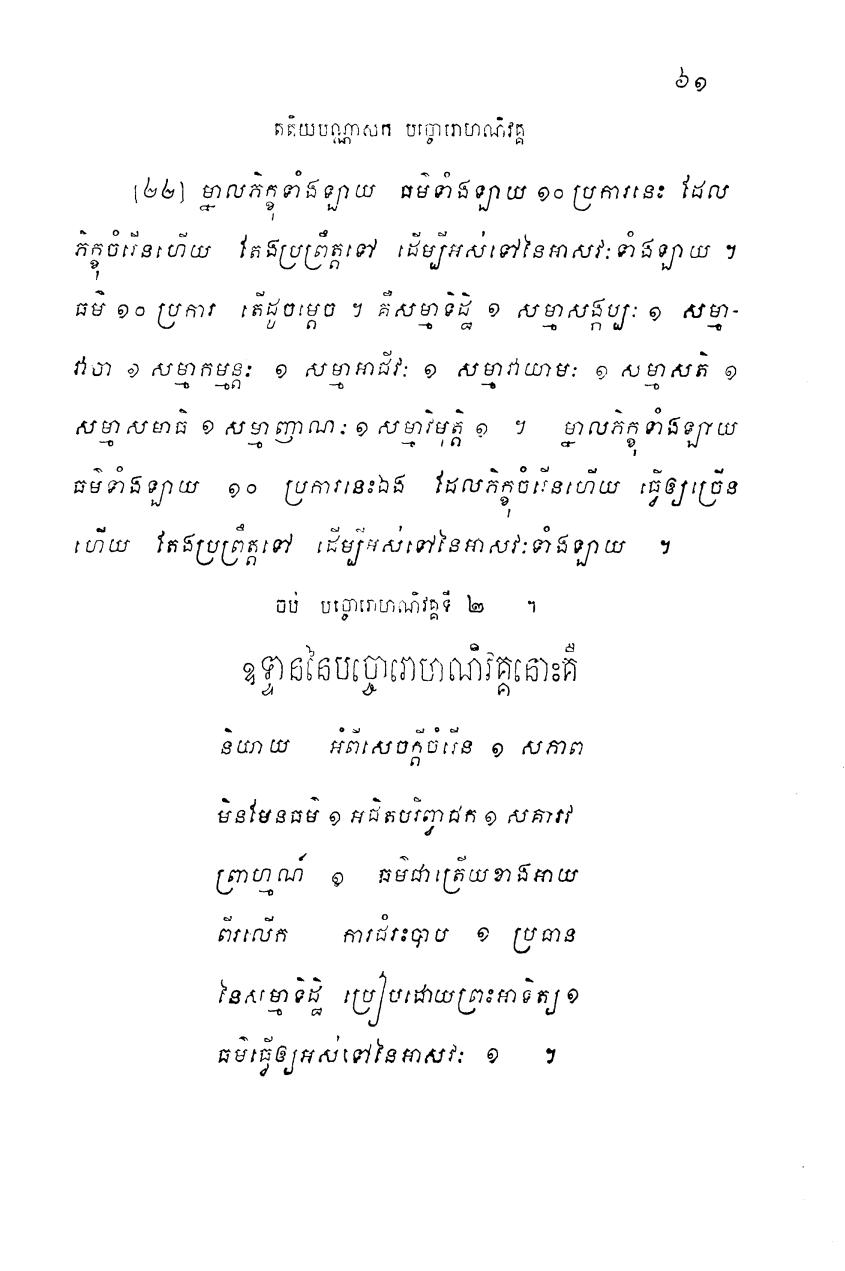 ៦១
តតិយបណ្ណាសក បច្ចោរោហណិវគ្គ
[២២] ម្នាលភិក្ខុទាំងឡាយ ធម៌ទាំងឡាយ ១០ ប្រការនេះ ដែល
ភិក្ខុចំរើនហើយ តែងប្រព្រឹត្តទៅ ដើម្បីអស់ទៅនៃអាសវៈទាំងឡាយ ។
ធម៌ ១០ ប្រការ តើដូចម្តេច ។ គឺសម្មាទិដ្ឋិ ១ សម្មាសង្កប្បៈ ១ សម្មា-
វាចា ១ សម្មាកម្មន្តៈ ១ សម្មាអាជីវៈ ១ សម្មាវាយាមៈ ១ សម្មាសតិ ១
សម្មាសមាធិ ១ សម្មាញាណៈ ១ សម្មាវិមុត្តិ ១ ។ ម្នាលភិក្ខុទាំងឡាយ
ធម៌ទាំងឡាយ ១០ ប្រការនេះឯង ដែលភិក្ខុចំរើនហើយ ធ្វើឲ្យច្រើន
ហើយ តែងប្រព្រឹត្តទៅ ដើម្បីអស់ទៅនៃអាសវៈទាំងឡាយ ។
ចប់ បច្ចោរោហណិវគ្គទី ២ ។
ឧទ្ទាននៃបច្ចោរោហណិវគ្គនោះគឺ
និយាយ អំពីសេចក្តីចំរើន ១ សភាព
មិនមែនធម៌ ១ អជិតបរិញ្វជក ១ សគារវ
ព្រាហ្មណ៍ ១ ធម៌ជាត្រើយខាងអាយ
ពីរលើក ការជំរះបាប ១ ប្រធាន
នៃសម្មាទិដ្ឋិ ប្រៀបដោយព្រះអាទិត្យ ១
ធម៌ធ្វើឲ្យអស់ទៅនៃអាសវៈ ១ ។